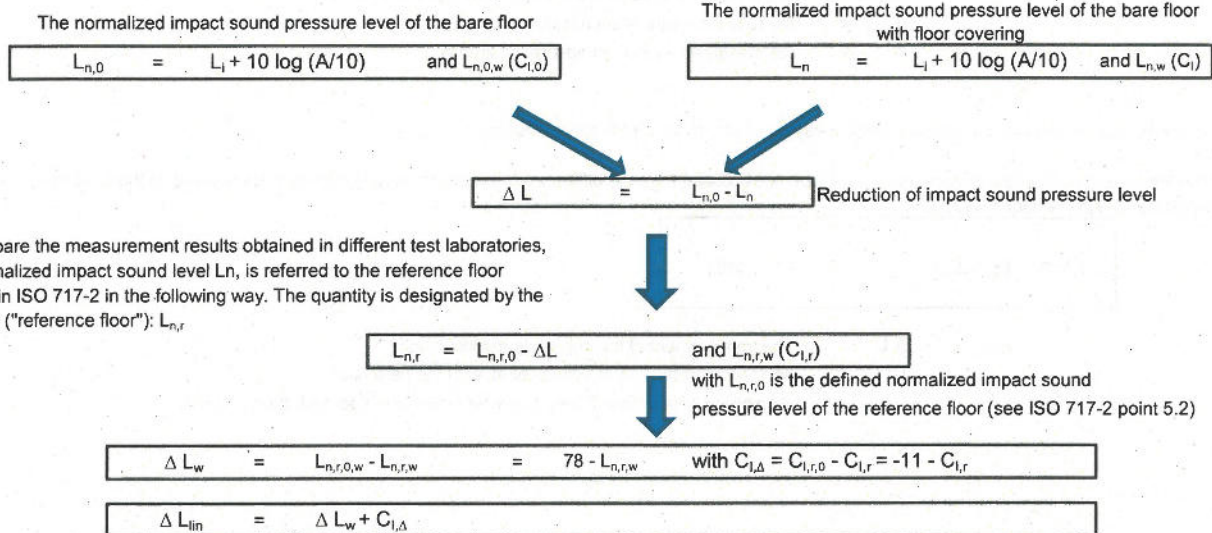 The normalized impact sound pressure level of the bare floor
L_n,0 = L_i + 10 log (A/10) and L_n,0,w (C_I,0)
The normalized impact sound pressure level of the bare floor
with floor covering
L_n = L_i + 10 log (A/10) and L_n,w (C_I)
Δ L = L_n,0 - L_n
Reduction of impact sound pressure level
pare the measurement results obtained in different test laboratories,
nalized impact sound level Ln, is referred to the reference floor
in ISO 717-2 in the following way. The quantity is designated by the
("reference floor"): L_n,r
L_n,r = L_n,r,0 - ΔL and L_n,r,w (C_I,r)
with L_n,r,0 is the defined normalized impact sound
pressure level of the reference floor (see ISO 717-2 point 5.2)
Δ L_w = L_n,r,0,w - L_n,r,w = 78 - L_n,r,w with C_I,Δ = C_I,r,0 - C_I,r = -11 - C_I,r
Δ L_lin = Δ L_w + C_I,Δ